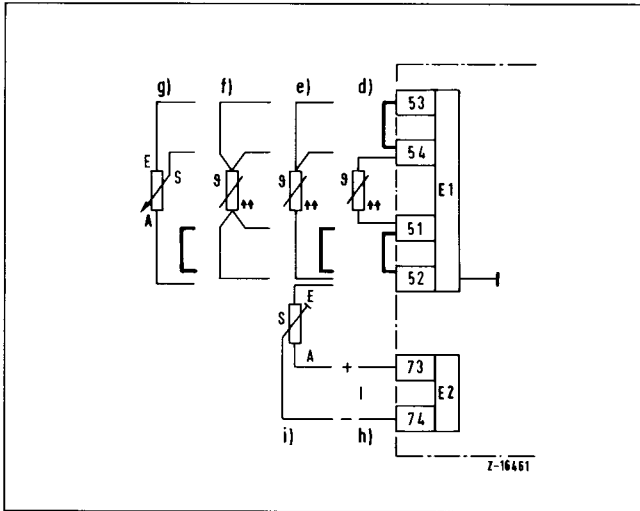 g) f) e) d)
53
54
E
S
ϑ
ϑ
ϑ
E1
A
51
52
E
S
A
+
73
I
E2
–
74
i) h)
Z-16461